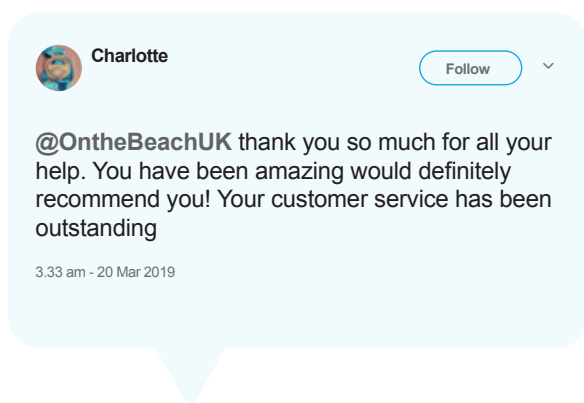 Charlotte
Follow
@OntheBeachUK thank you so much for all your
help. You have been amazing would definitely
recommend you! Your customer service has been
outstanding
3.33 am - 20 Mar 2019